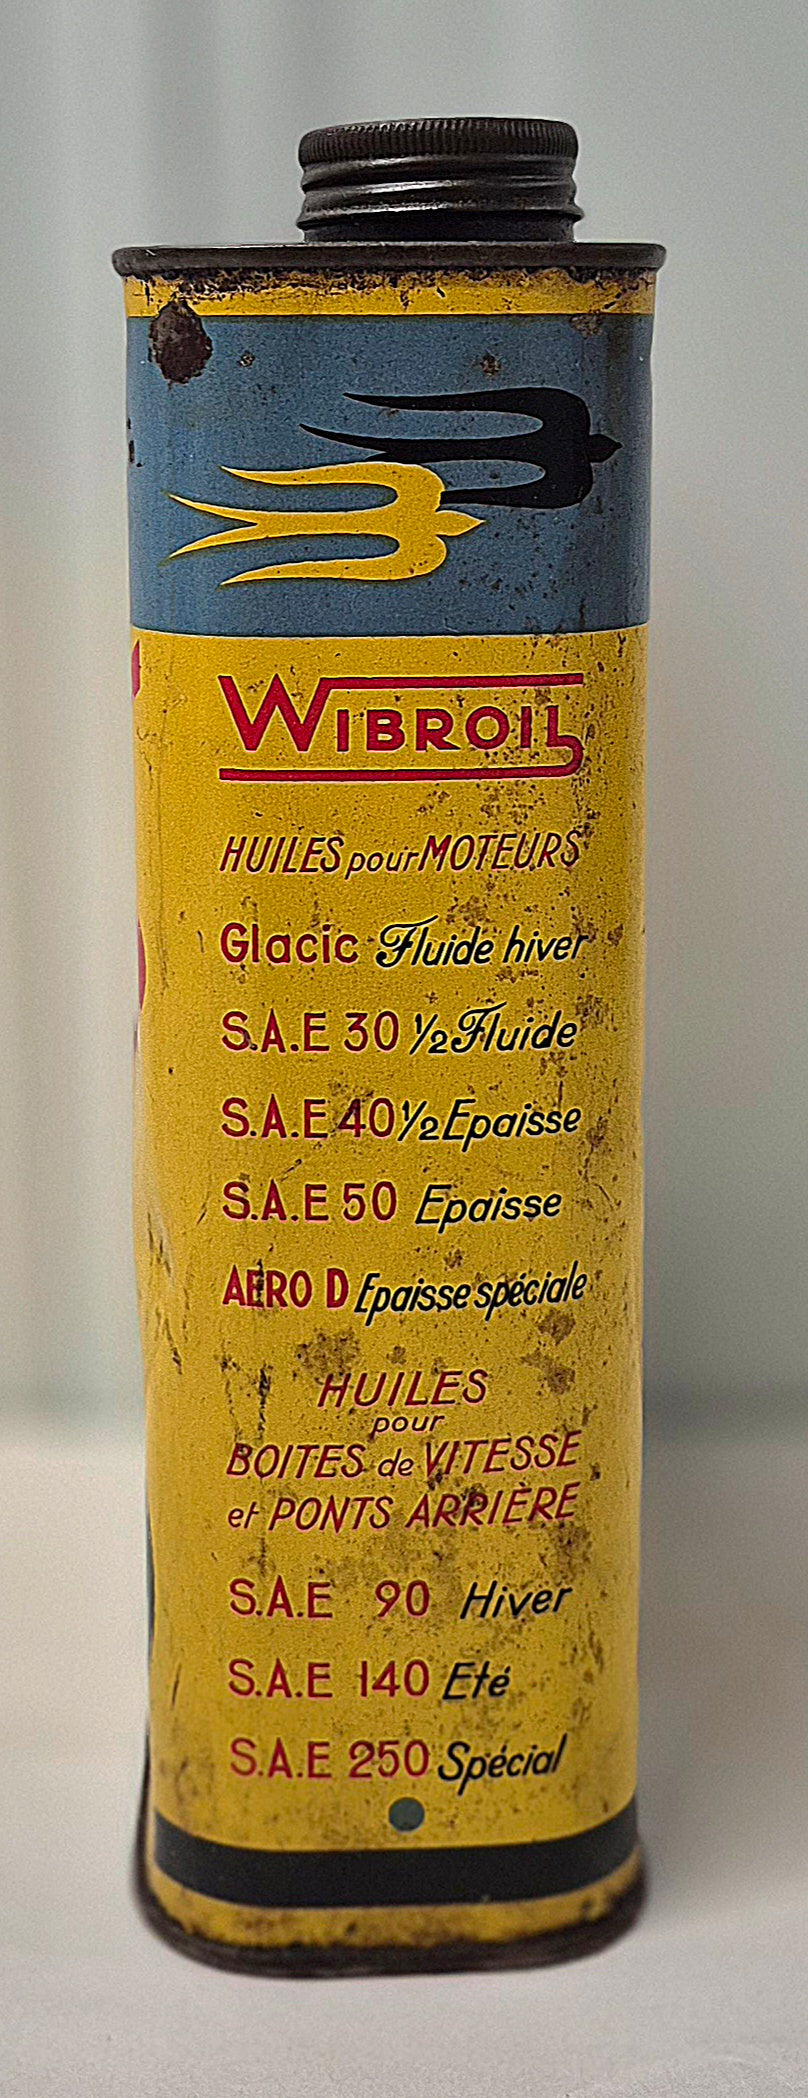 WIBROIL
HUILES pour MOTEURS
Glacic Fluide hiver
S.A.E 30 ½ Fluide
S.A.E 40 ½ Epaisse
S.A.E 50 Epaisse
AERO D Epaisse spéciale
HUILES
pour
BOITES de VITESSE
et PONTS ARRIÈRE
S.A.E 90 Hiver
S.A.E 140 Eté
S.A.E 250 Spécial